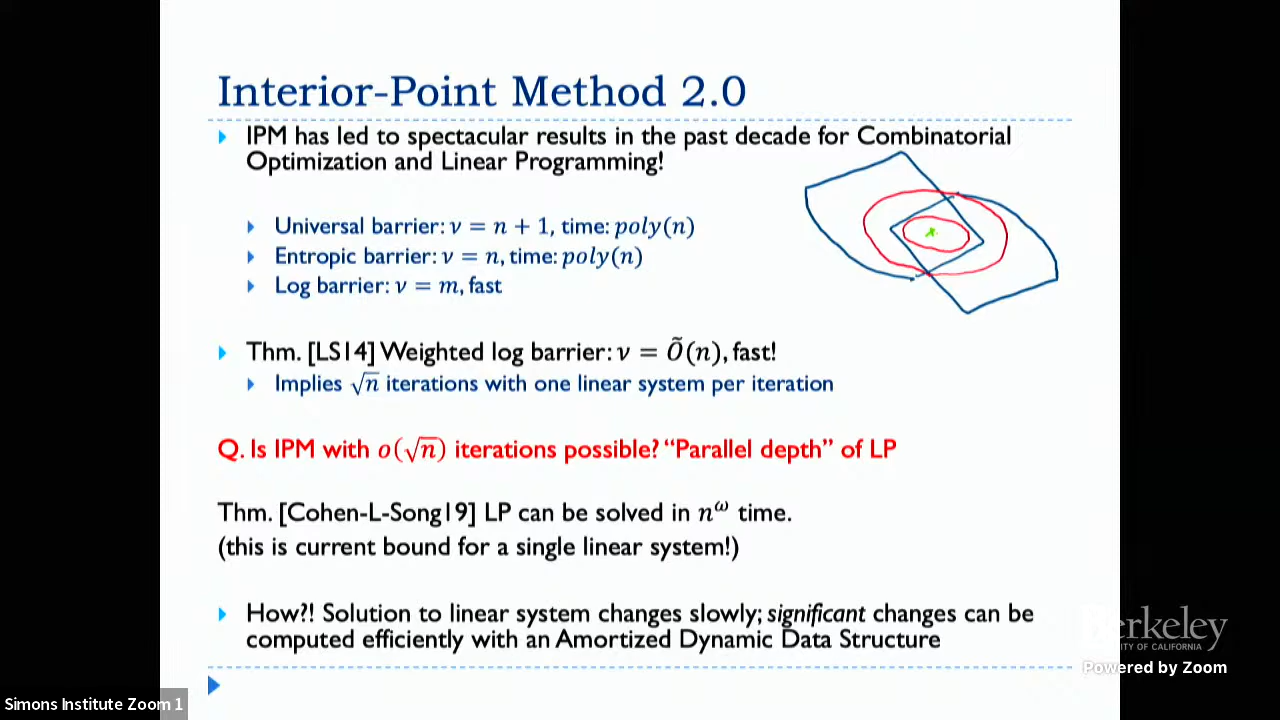 Interior-Point Method 2.0
IPM has led to spectacular results in the past decade for Combinatorial
Optimization and Linear Programming!
Universal barrier: ν = n + 1, time: poly(n)
Entropic barrier: ν = n, time: poly(n)
Log barrier: ν = m, fast
Thm. [LS14] Weighted log barrier: ν = Õ(n), fast!
Implies √n iterations with one linear system per iteration
Q. Is IPM with o(√n) iterations possible? “Parallel depth” of LP
Thm. [Cohen-L-Song19] LP can be solved in n^ω time.
(this is current bound for a single linear system!)
How?! Solution to linear system changes slowly; significant changes can be
computed efficiently with an Amortized Dynamic Data Structure
Berkeley
Powered by Zoom
Simons Institute Zoom 1